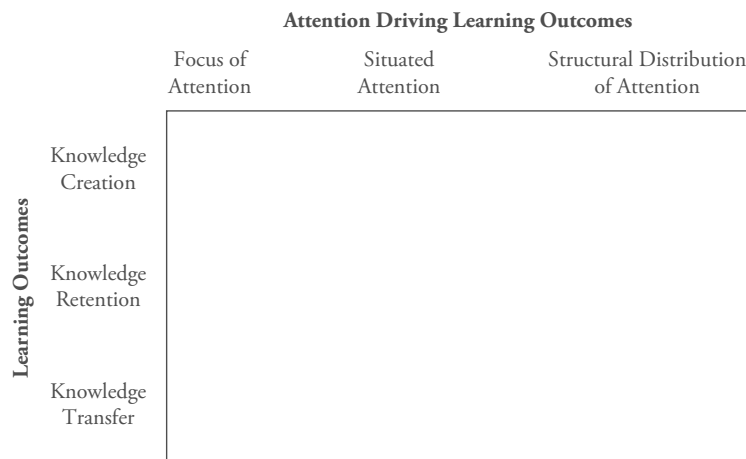 Attention Driving Learning Outcomes
Focus of
Attention
Situated
Attention
Structural Distribution
of Attention
Learning Outcomes
Knowledge
Creation
Knowledge
Retention
Knowledge
Transfer